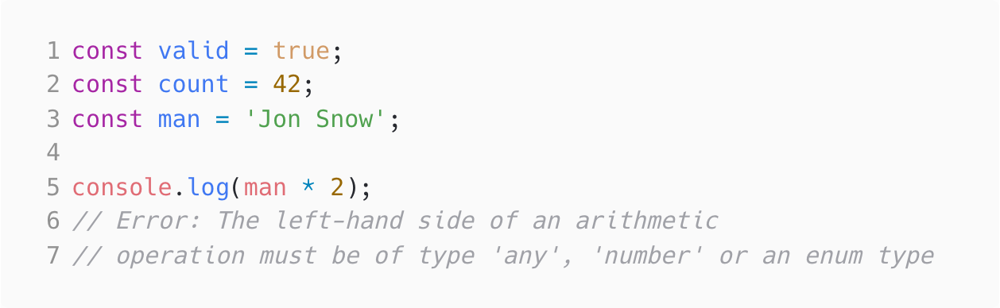 1 const valid = true;
2 const count = 42;
3 const man = 'Jon Snow';
4
5 console.log(man * 2);
6 // Error: The left-hand side of an arithmetic
7 // operation must be of type 'any', 'number' or an enum type